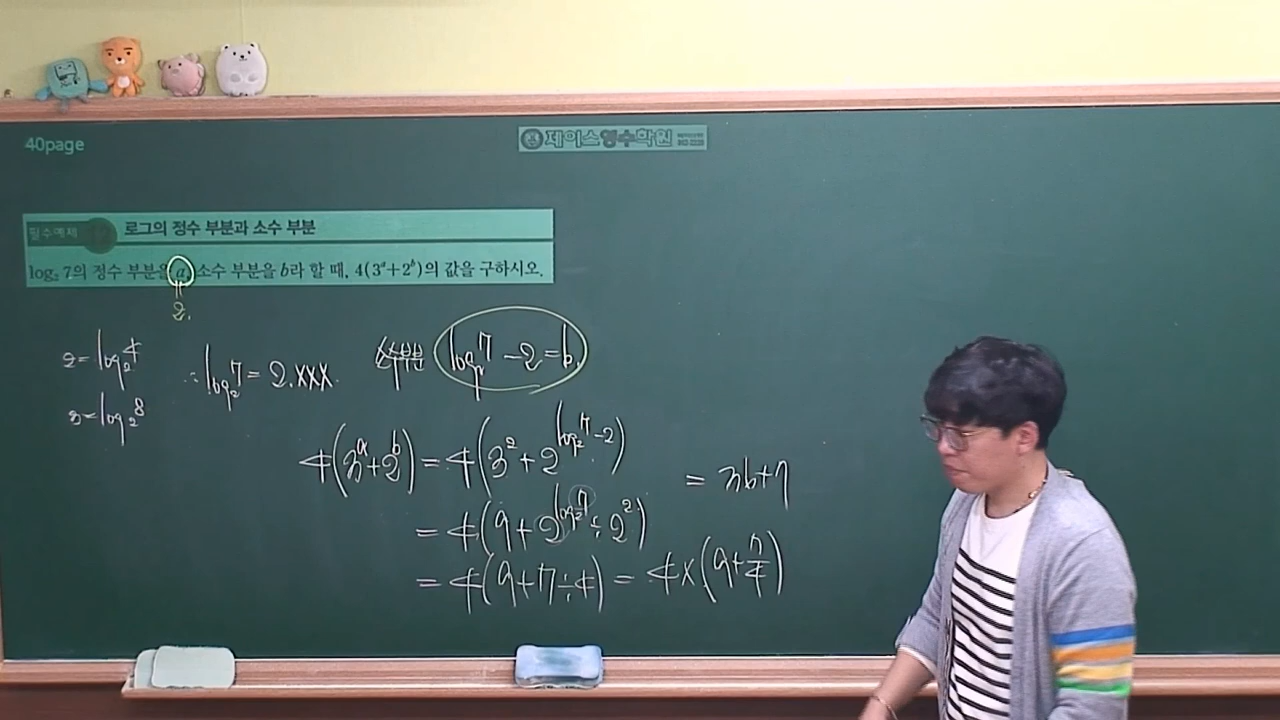 40page
제이스영수학원
필수예제 12 로그의 정수 부분과 소수 부분
log₂ 7의 정수 부분을 a, 소수 부분을 b라 할 때, 4(3ᵃ+2ᵇ)의 값을 구하시오.
2.
2=log₂4
3=log₂8
∴log₂7=2.xxx.
소수부분 log₂7-2=b.
4(3ᵃ+2ᵇ)=4(3²+2^(log₂7-2))
=4(9+2^(log₂7)÷2²)
=4(9+7÷4)=4×(9+7/4)
=36+7